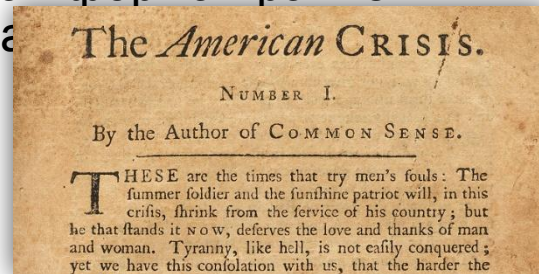 The American CRISIS.
NUMBER I.
By the Author of COMMON SENSE.
THESE are the times that try men's ſouls : The
ſummer ſoldier and the ſunſhine patriot will, in this
criſis, ſhrink from the ſervice of his country ; but
he that ſtands it NOW, deſerves the love and thanks of man
and woman. Tyranny, like hell, is not eaſily conquered ;
yet we have this conſolation with us, that the harder the